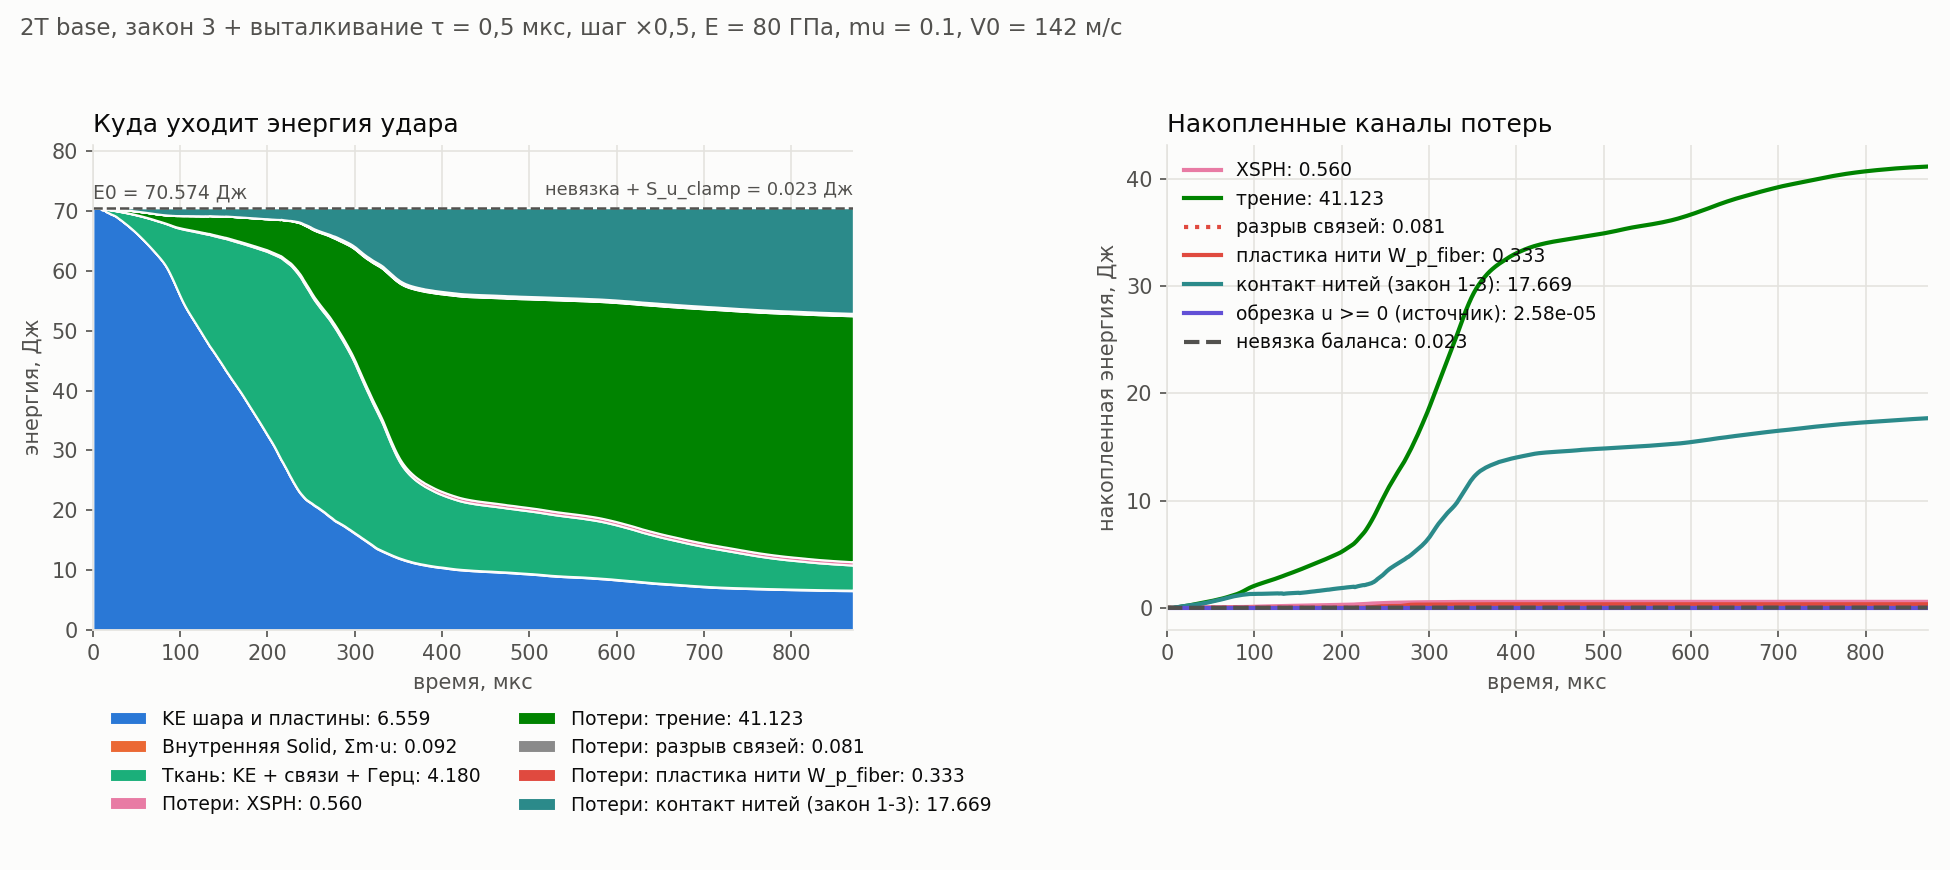 2T base, закон 3 + выталкивание τ = 0,5 мкс, шаг ×0,5, E = 80 ГПа, mu = 0.1, V0 = 142 м/с
Куда уходит энергия удара
80
70
60
50
40
30
20
10
0
энергия, Дж
E0 = 70.574 Дж
невязка + S_u_clamp = 0.023 Дж
0 100 200 300 400 500 600 700 800
время, мкс
KE шара и пластины: 6.559
Внутренняя Solid, Σm·u: 0.092
Ткань: KE + связи + Герц: 4.180
Потери: XSPH: 0.560
Потери: трение: 41.123
Потери: разрыв связей: 0.081
Потери: пластика нити W_p_fiber: 0.333
Потери: контакт нитей (закон 1-3): 17.669
Накопленные каналы потерь
40
30
20
10
0
накопленная энергия, Дж
XSPH: 0.560
трение: 41.123
разрыв связей: 0.081
пластика нити W_p_fiber: 0.333
контакт нитей (закон 1-3): 17.669
обрезка u >= 0 (источник): 2.58e-05
невязка баланса: 0.023
0 100 200 300 400 500 600 700 800
время, мкс